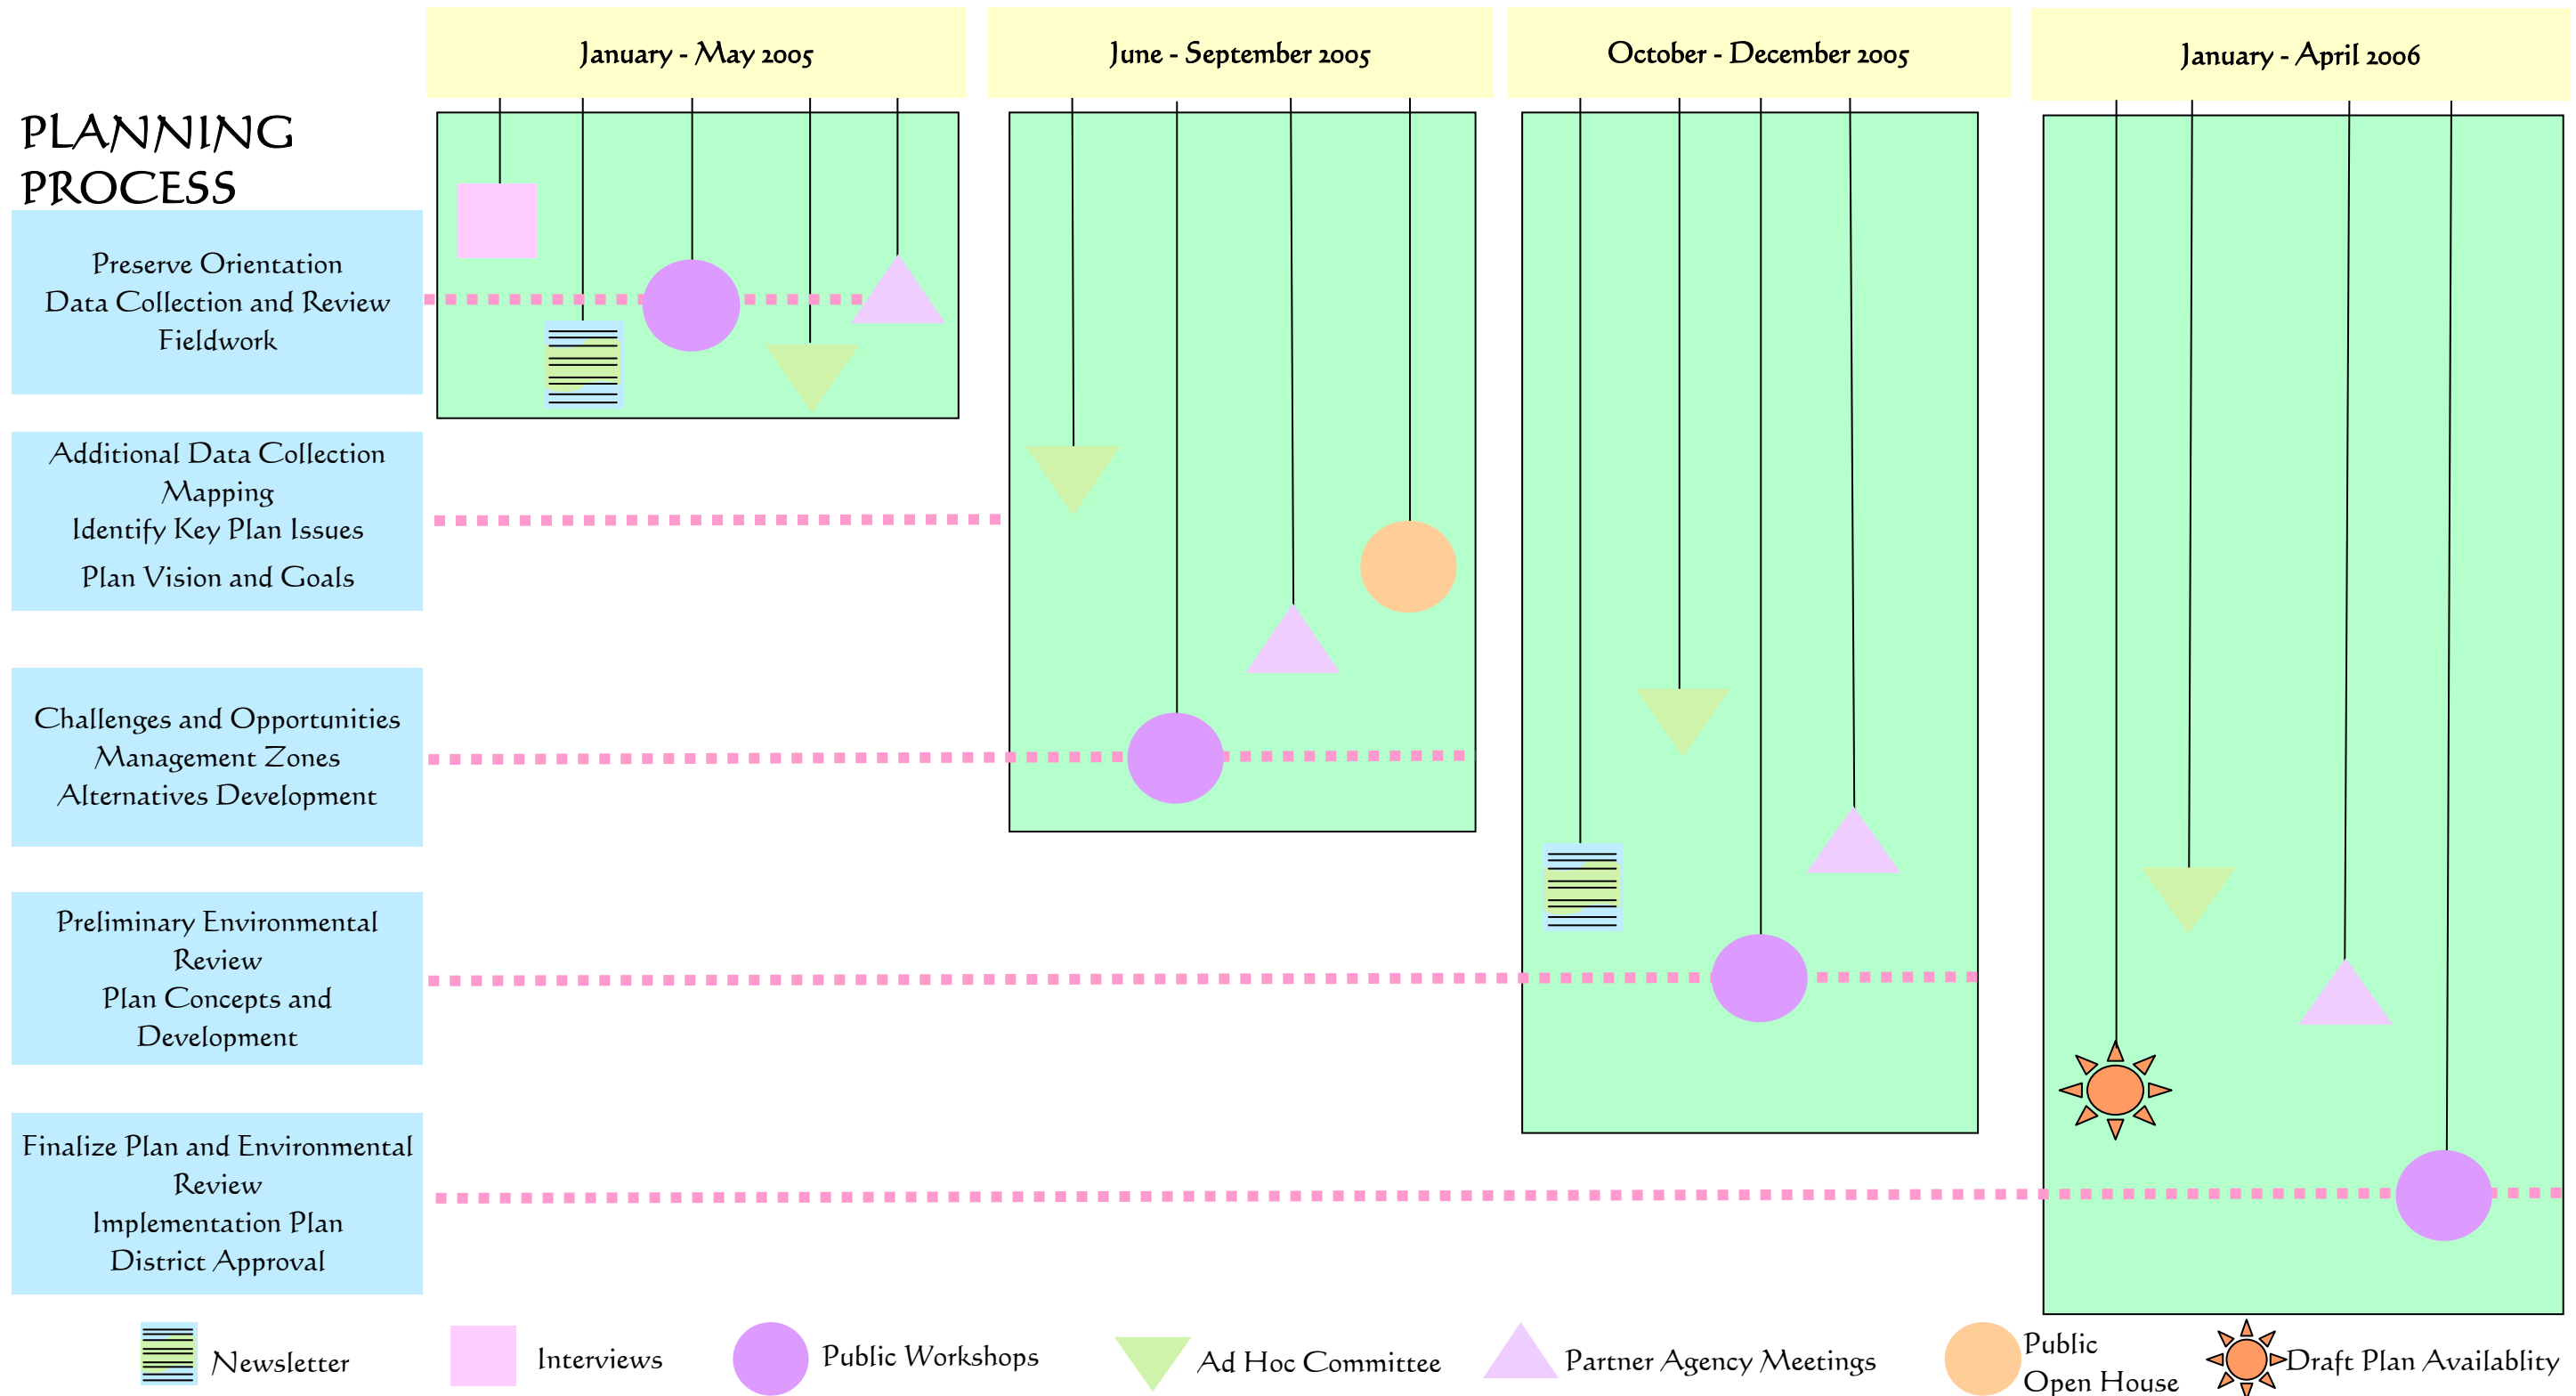 January - May 2005
June - September 2005
October - December 2005
January - April 2006
PLANNING
PROCESS
Preserve Orientation
Data Collection and Review
Fieldwork
Additional Data Collection
Mapping
Identify Key Plan Issues
Plan Vision and Goals
Challenges and Opportunities
Management Zones
Alternatives Development
Preliminary Environmental
Review
Plan Concepts and
Development
Finalize Plan and Environmental
Review
Implementation Plan
District Approval
Newsletter
Interviews
Public Workshops
Ad Hoc Committee
Partner Agency Meetings
Public
Open House
Draft Plan Availablity